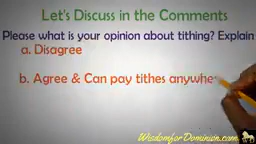 Let's Discuss in the Comments
Please what is your opinion about tithing? Explain
a. Disagree
b. Agree & Can pay tithes anywhe
WisdomforDominion.com